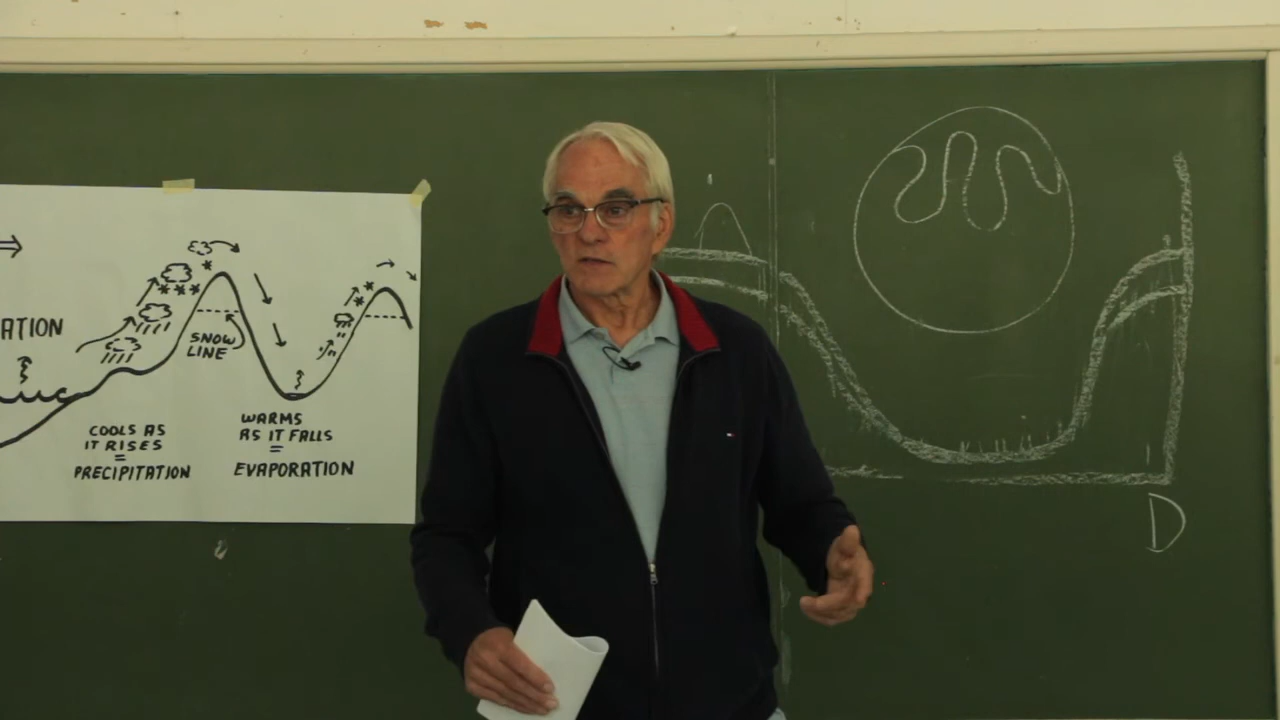 ATION
SNOW
LINE
COOLS AS
IT RISES
=
PRECIPITATION
WARMS
AS IT FALLS
=
EVAPORATION
D